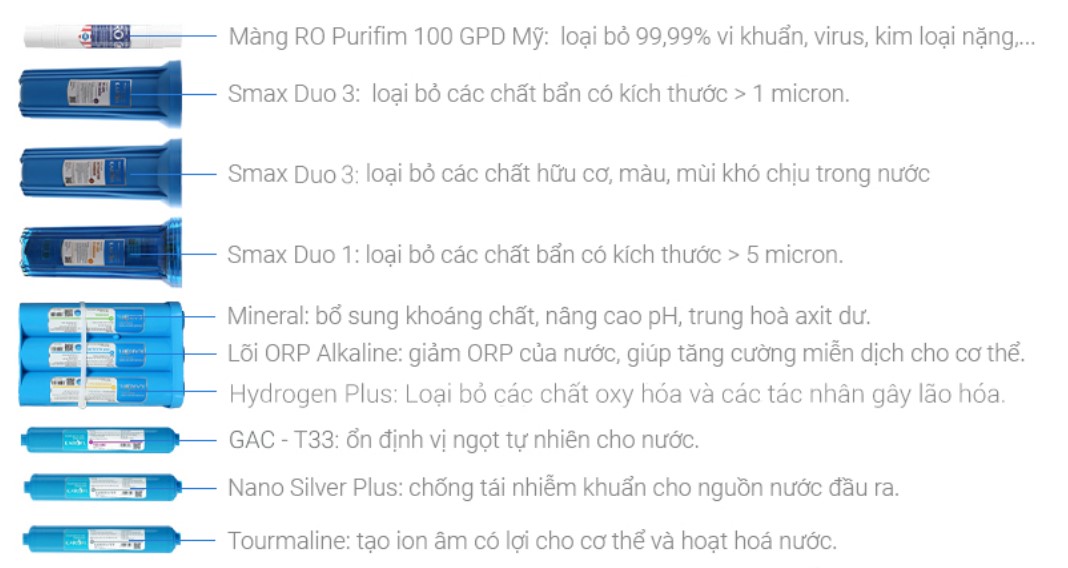 Màng RO Purifim 100 GPD Mỹ: loại bỏ 99,99% vi khuẩn, virus, kim loại nặng,...
Smax Duo 3: loại bỏ các chất bẩn có kích thước > 1 micron.
Smax Duo 3: loại bỏ các chất hữu cơ, màu, mùi khó chịu trong nước
Smax Duo 1: loại bỏ các chất bẩn có kích thước > 5 micron.
Mineral: bổ sung khoáng chất, nâng cao pH, trung hoà axit dư.
Lõi ORP Alkaline: giảm ORP của nước, giúp tăng cường miễn dịch cho cơ thể.
Hydrogen Plus: Loại bỏ các chất oxy hóa và các tác nhân gây lão hóa.
GAC - T33: ổn định vị ngọt tự nhiên cho nước.
Nano Silver Plus: chống tái nhiễm khuẩn cho nguồn nước đầu ra.
Tourmaline: tạo ion âm có lợi cho cơ thể và hoạt hoá nước.